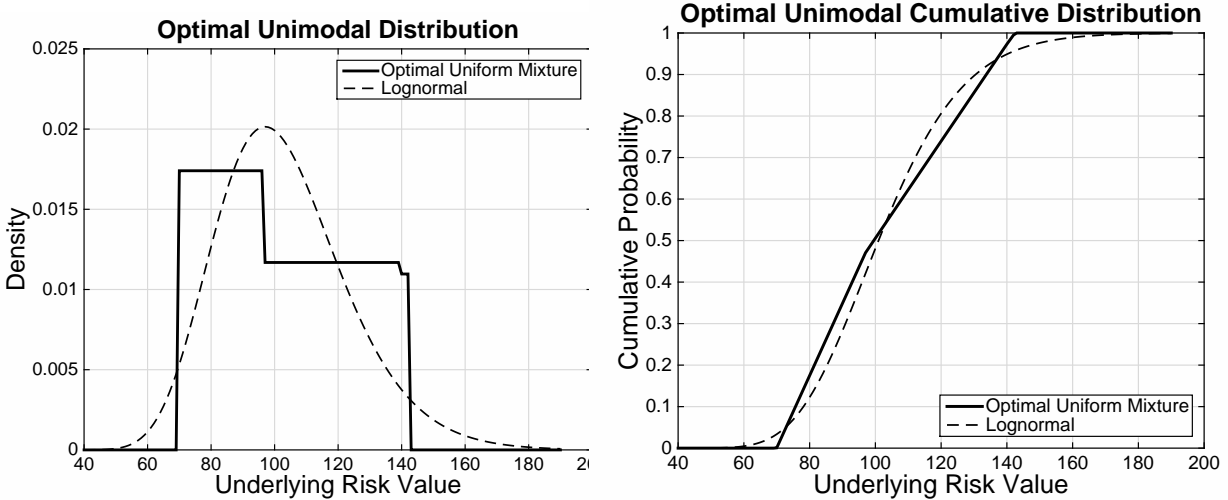 Optimal Unimodal Distribution
0.025
0.02
0.015
0.01
0.005
0
Density
40 60 80 100 120 140 160 180 2
Underlying Risk Value
Optimal Uniform Mixture
Lognormal
Optimal Unimodal Cumulative Distribution
1
0.9
0.8
0.7
0.6
0.5
0.4
0.3
0.2
0.1
0
Cumulative Probability
40 60 80 100 120 140 160 180 200
Underlying Risk Value
Optimal Uniform Mixture
Lognormal